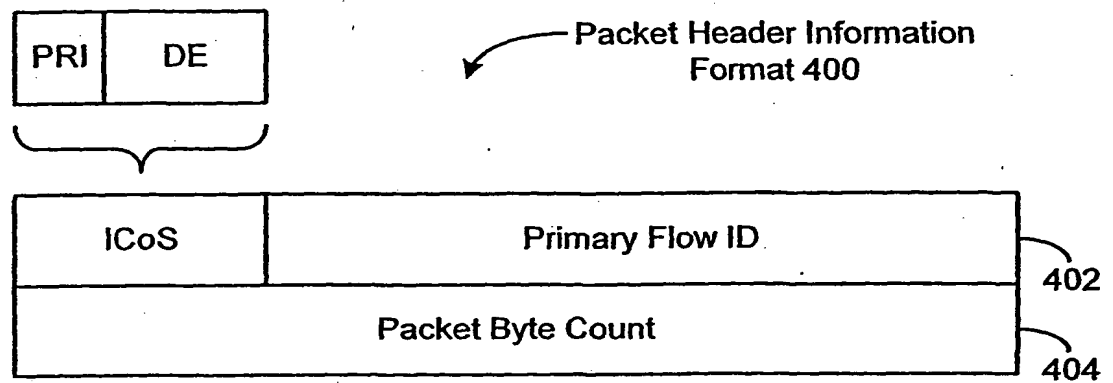 PRI DE
Packet Header Information
Format 400
ICoS Primary Flow ID
402
Packet Byte Count
404